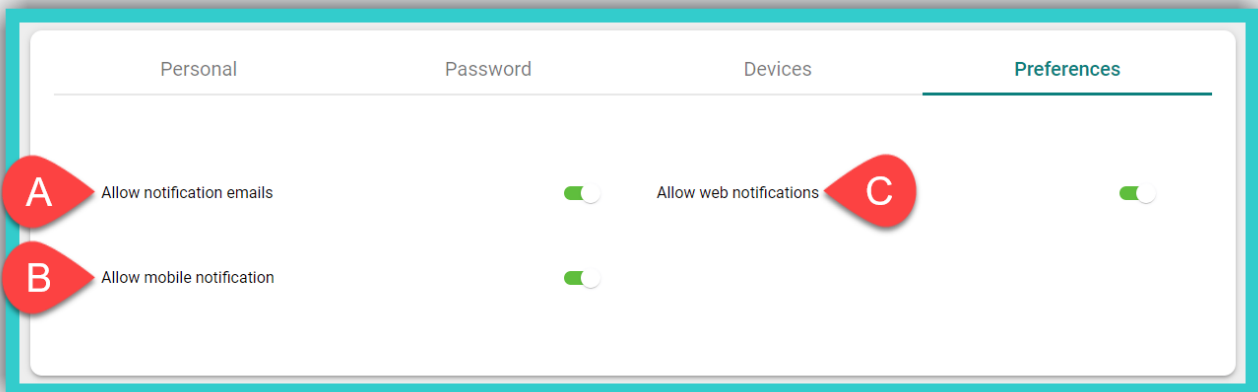 Personal Password Devices Preferences
A Allow notification emails Allow web notifications C
B Allow mobile notification